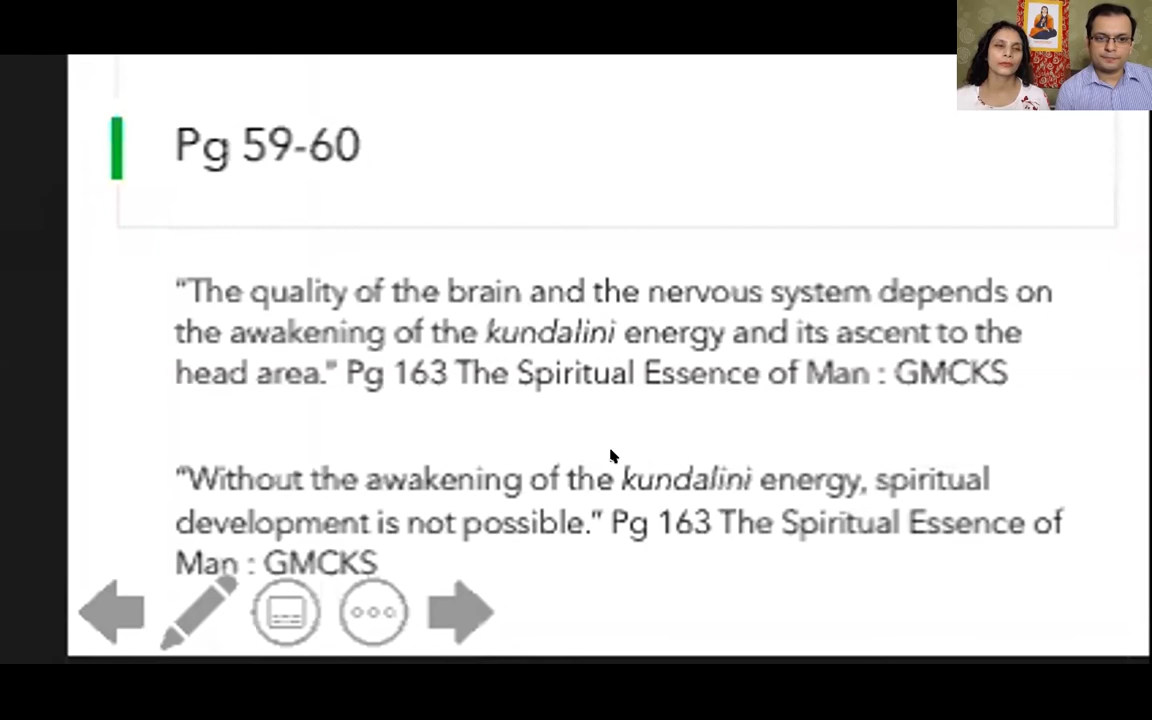 Pg 59-60
“The quality of the brain and the nervous system depends on
the awakening of the kundalini energy and its ascent to the
head area.” Pg 163 The Spiritual Essence of Man : GMCKS
“Without the awakening of the kundalini energy, spiritual
development is not possible.” Pg 163 The Spiritual Essence of
Man : GMCKS